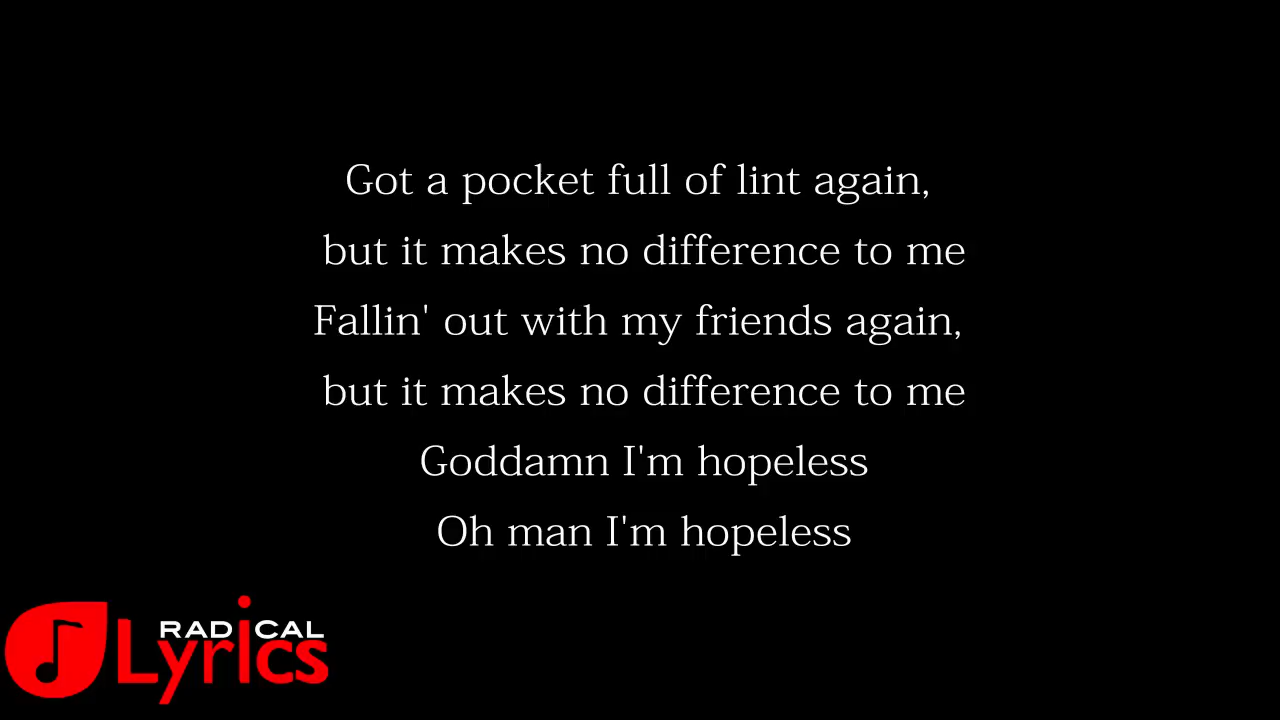 Got a pocket full of lint again,
but it makes no difference to me
Fallin' out with my friends again,
but it makes no difference to me
Goddamn I'm hopeless
Oh man I'm hopeless
RADICAL
Lyrics